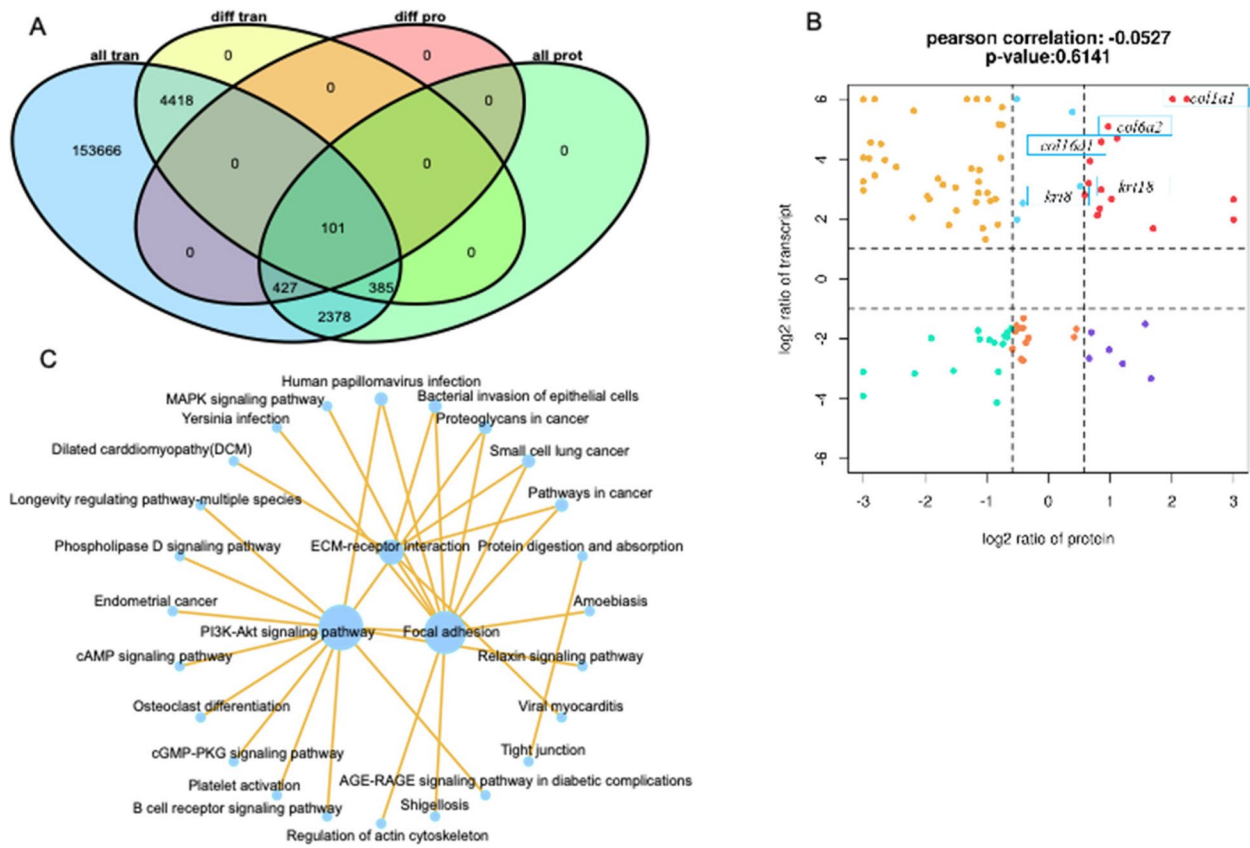 A
diff tran
diff pro
all tran
all prot
0
0
4418
0
0
153666
0
0
0
101
0
0
427
385
2378
B
pearson correlation: -0.0527
p-value:0.6141
log2 ratio of transcript
6
4
2
0
-2
-4
-6
col1a1
col6a2
col16a1
krt18
krt8
-3
-2
-1
0
1
2
3
log2 ratio of protein
C
Human papillomavirus infection
MAPK signaling pathway
Bacterial invasion of epithelial cells
Yersinia infection
Proteoglycans in cancer
Dilated carddiomyopathy(DCM)
Small cell lung cancer
Longevity regulating pathway-multiple species
Pathways in cancer
Phospholipase D signaling pathway
ECM-receptor interaction
Protein digestion and absorption
Endometrial cancer
Amoebiasis
PI3K-Akt signaling pathway
Focal adhesion
cAMP signaling pathway
Relaxin signaling pathway
Osteoclast differentiation
Viral myocarditis
cGMP-PKG signaling pathway
Tight junction
Platelet activation
AGE-RAGE signaling pathway in diabetic complications
B cell receptor signaling pathway
Shigellosis
Regulation of actin cytoskeleton